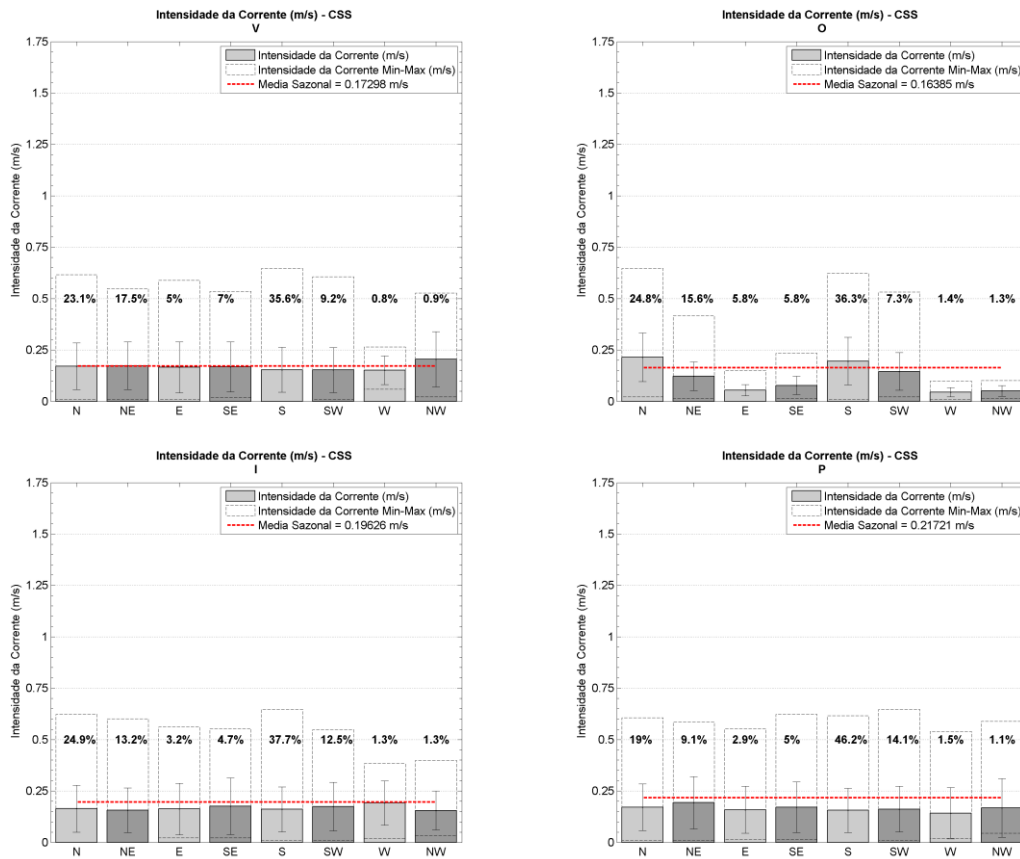 Intensidade da Corrente (m/s) - CSS
V
Intensidade da Corrente (m/s)
1.75
1.5
1.25
1
0.75
0.5
0.25
0
Intensidade da Corrente (m/s)
Intensidade da Corrente Min-Max (m/s)
Media Sazonal = 0.17298 m/s
23.1% 17.5% 5% 7% 35.6% 9.2% 0.8% 0.9%
N NE E SE S SW W NW
Intensidade da Corrente (m/s) - CSS
O
Intensidade da Corrente (m/s)
1.75
1.5
1.25
1
0.75
0.5
0.25
0
Intensidade da Corrente (m/s)
Intensidade da Corrente Min-Max (m/s)
Media Sazonal = 0.16385 m/s
24.8% 15.6% 5.8% 5.8% 36.3% 7.3% 1.4% 1.3%
N NE E SE S SW W NW
Intensidade da Corrente (m/s) - CSS
I
Intensidade da Corrente (m/s)
1.75
1.5
1.25
1
0.75
0.5
0.25
0
Intensidade da Corrente (m/s)
Intensidade da Corrente Min-Max (m/s)
Media Sazonal = 0.19626 m/s
24.9% 13.2% 3.2% 4.7% 37.7% 12.5% 1.3% 1.3%
N NE E SE S SW W NW
Intensidade da Corrente (m/s) - CSS
P
Intensidade da Corrente (m/s)
1.75
1.5
1.25
1
0.75
0.5
0.25
0
Intensidade da Corrente (m/s)
Intensidade da Corrente Min-Max (m/s)
Media Sazonal = 0.21721 m/s
19% 9.1% 2.9% 5% 46.2% 14.1% 1.5% 1.1%
N NE E SE S SW W NW